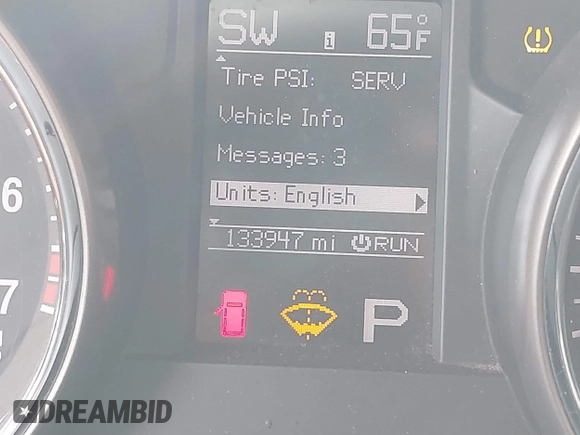 SW i 65°F
Tire PSI: SERV
6
Vehicle Info
Messages: 3
Units: English
133947 mi RUN
7
P
DREAMBID